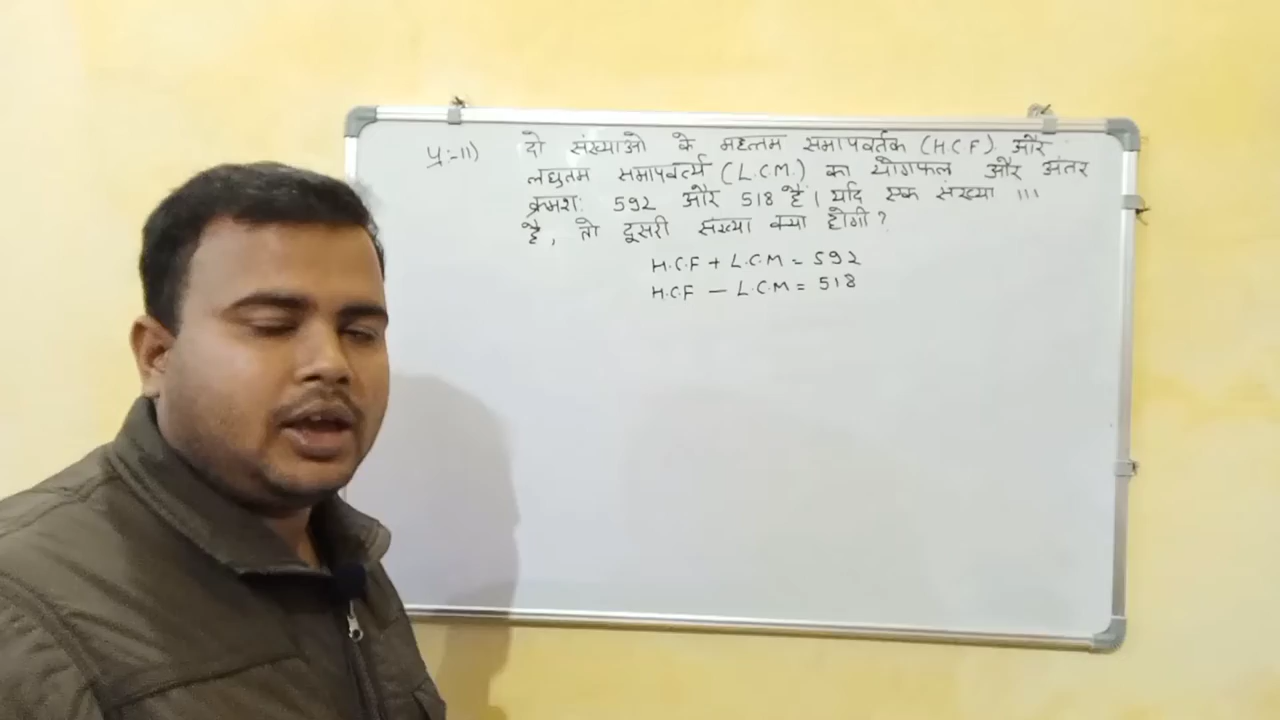 प्र:-11) दो संख्याओ के महत्तम समापवर्तक (H.C.F). और
लघुतम समापवर्त्य (L.C.M.) का योगफल और अंतर
क्रमश: 592 और 518 है। यदि एक संख्या 111
है, तो दूसरी संख्या क्या होगी?
H.C.F + L.C.M = 592
H.C.F - L.C.M = 518